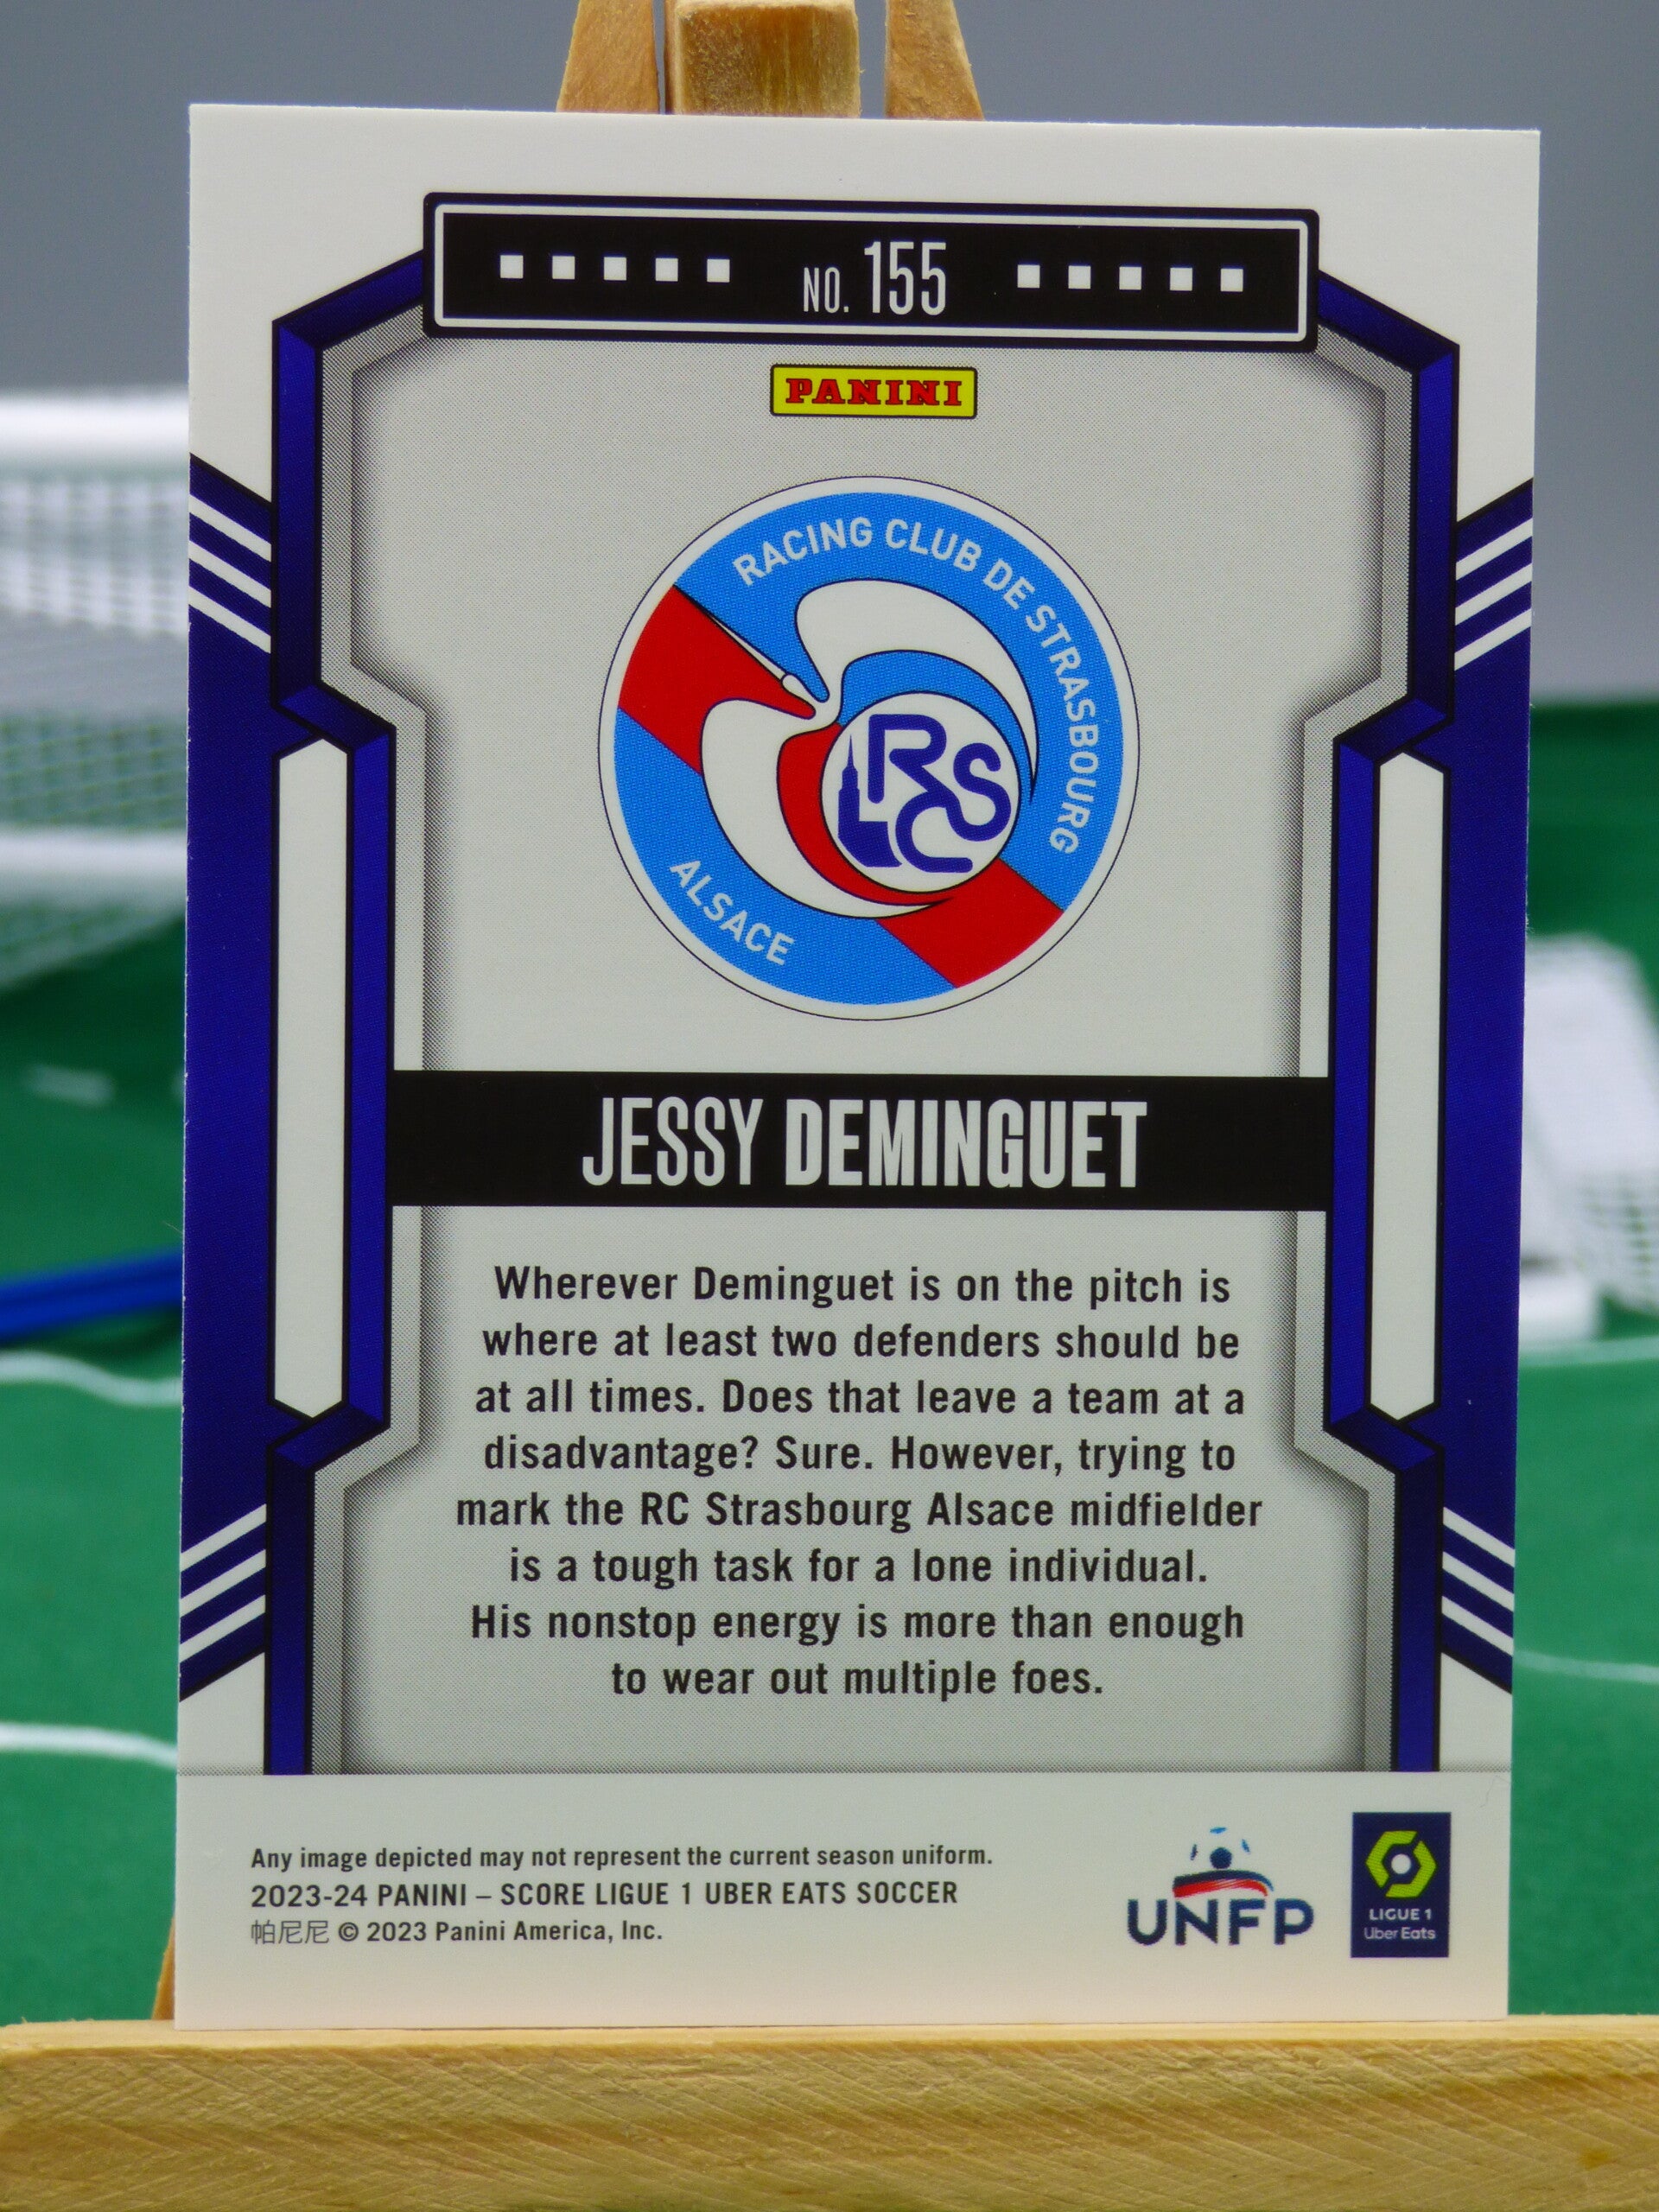 NO. 155
PANINI
RACING CLUB DE STRASBOURG
RSC
ALSACE
JESSY DEMINGUET
Wherever Deminguet is on the pitch is
where at least two defenders should be
at all times. Does that leave a team at a
disadvantage? Sure. However, trying to
mark the RC Strasbourg Alsace midfielder
is a tough task for a lone individual.
His nonstop energy is more than enough
to wear out multiple foes.
Any image depicted may not represent the current season uniform.
2023-24 PANINI – SCORE LIGUE 1 UBER EATS SOCCER
帕尼尼 © 2023 Panini America, Inc.
UNFP
LIGUE 1
Uber Eats